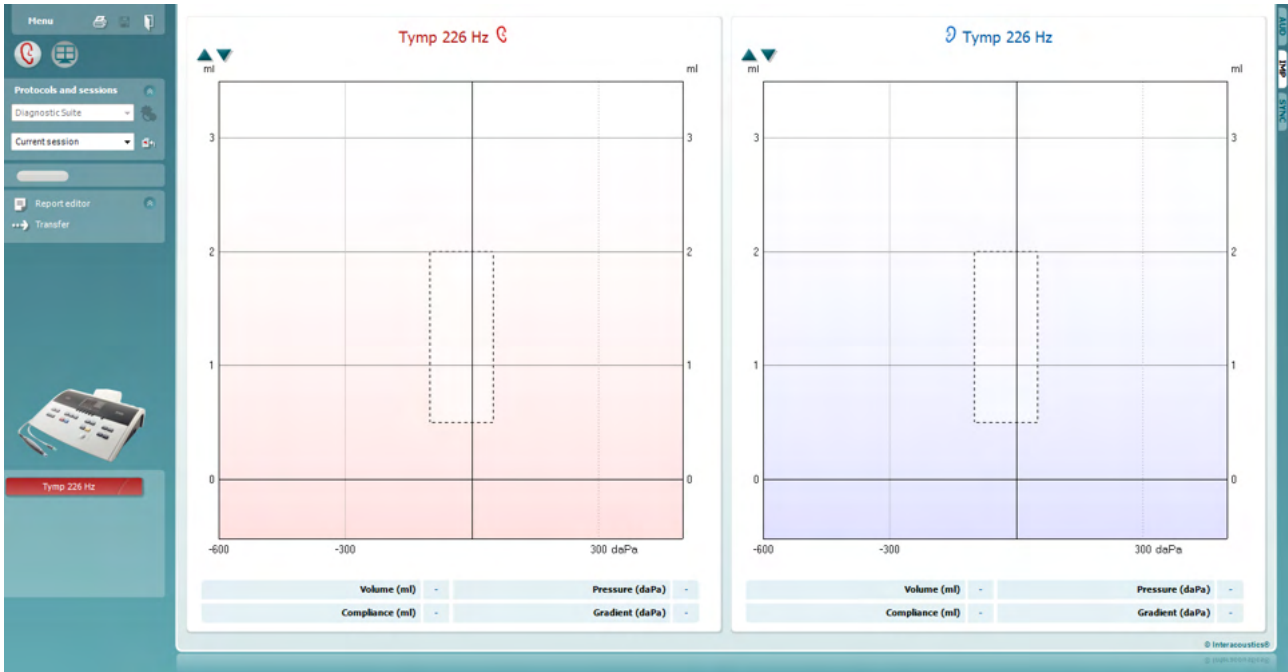 Menu
Protocols and sessions
Diagnostic Suite
Current session
Report editor
Transfer
Tymp 226 Hz
Tymp 226 Hz
ml
ml
3
3
2
2
1
1
0
0
-600
-300
300 daPa
Volume (ml) - Pressure (daPa) -
Compliance (ml) - Gradient (daPa) -
Tymp 226 Hz
ml
ml
3
3
2
2
1
1
0
0
-600
-300
300 daPa
Volume (ml) - Pressure (daPa) -
Compliance (ml) - Gradient (daPa) -
AUD
IMP
SYNC
© Interacoustics®